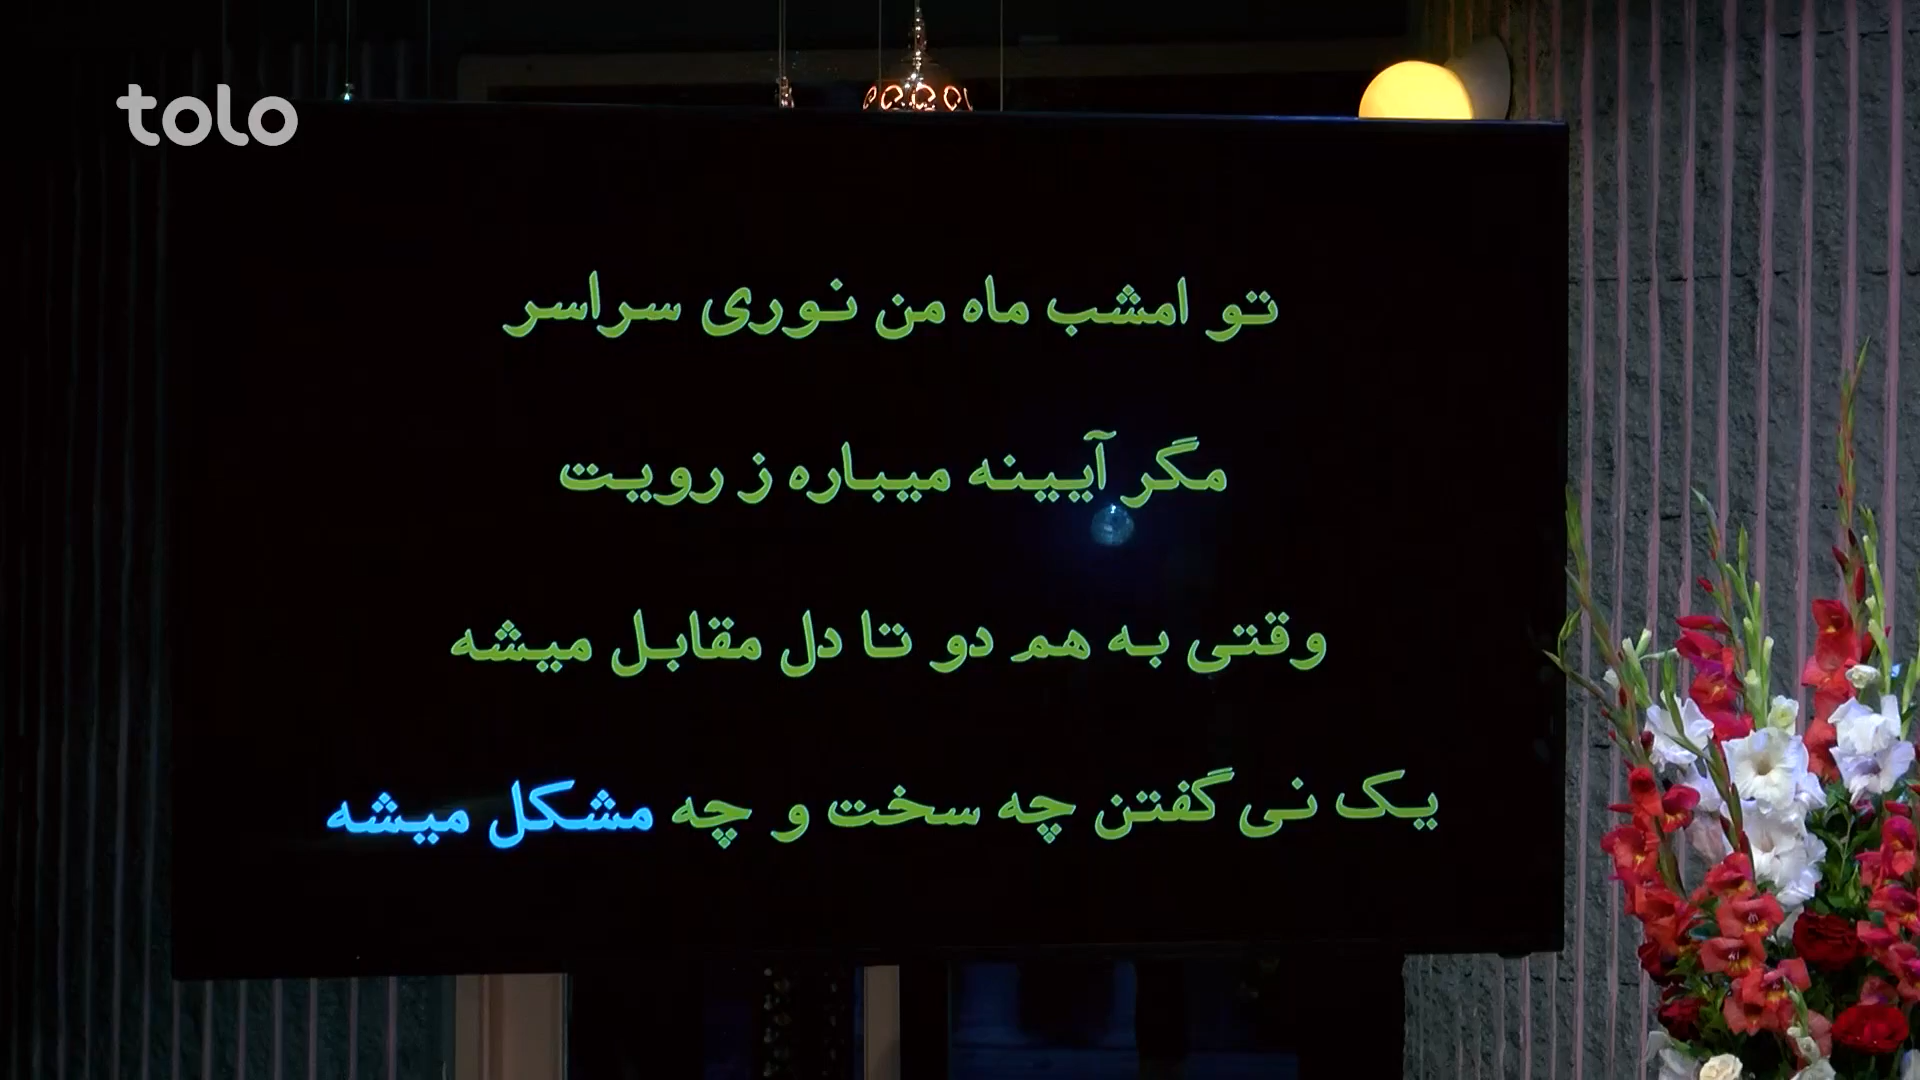 tolo
تو امشب ماه من نوری سراسر
مگر آیینه میباره ز رویت
وقتی به هم دو تا دل مقابل میشه
یک نی گفتن چه سخت و چه مشکل میشه